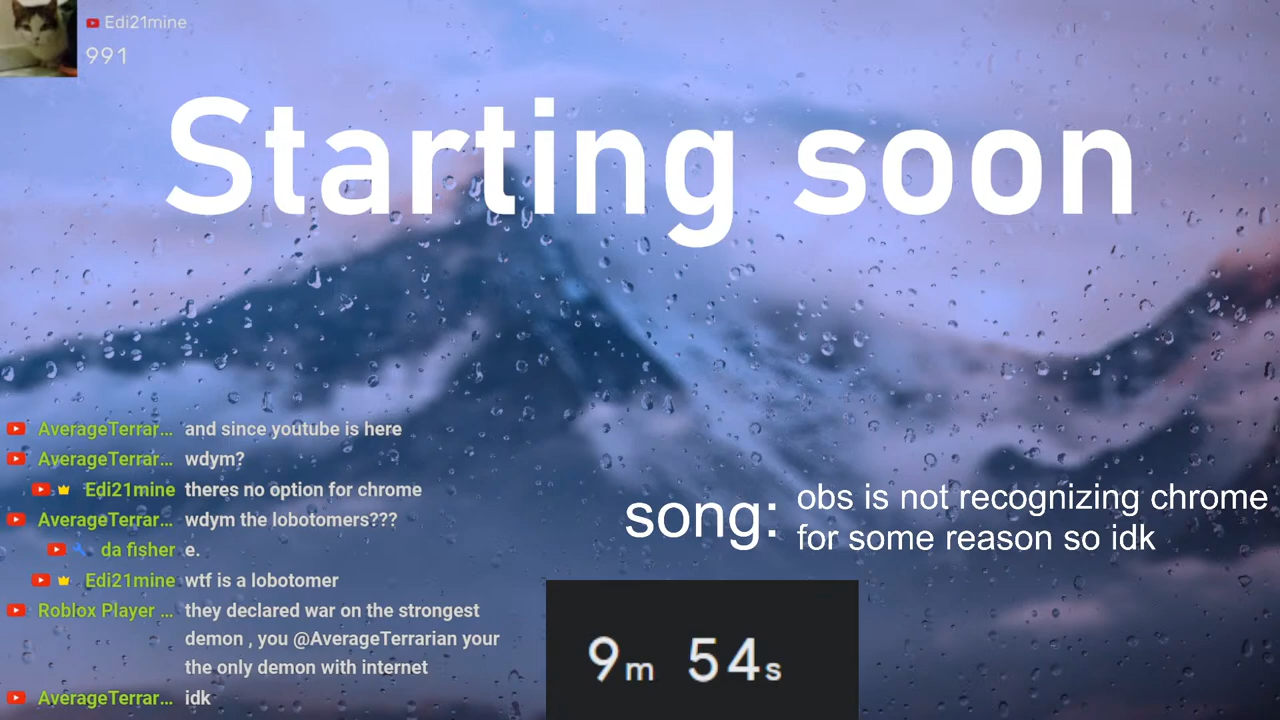 Edi21mine
991
Starting soon
AverageTerrar... and since youtube is here
AverageTerrar... wdym?
Edi21mine theres no option for chrome
AverageTerrar... wdym the lobotomers???
da fisher e.
Edi21mine wtf is a lobotomer
Roblox Player ... they declared war on the strongest
demon , you @AverageTerrarian your
the only demon with internet
AverageTerrar... idk
song: obs is not recognizing chrome
for some reason so idk
9m 54s